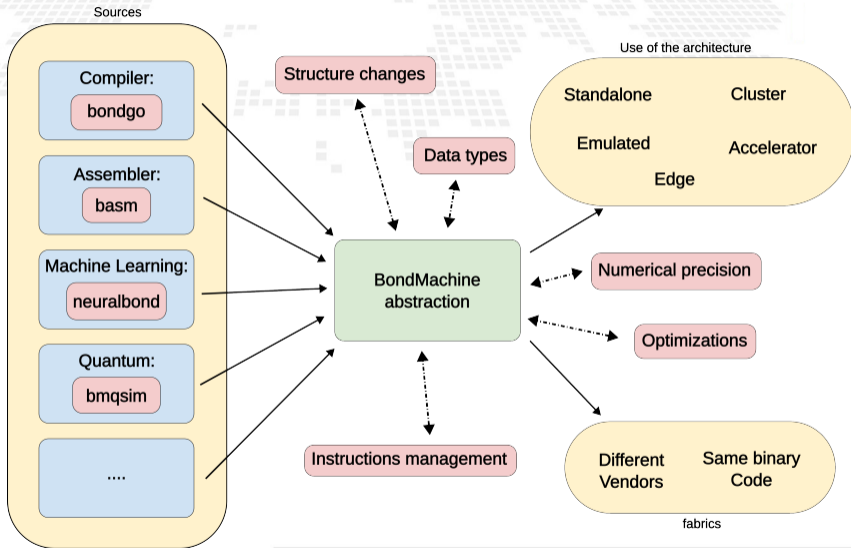 Sources
Compiler:
bondgo
Assembler:
basm
Machine Learning:
neuralbond
Quantum:
bmqsim
....
Structure changes
Data types
BondMachine
abstraction
Instructions management
Use of the architecture
Standalone
Cluster
Emulated
Accelerator
Edge
Numerical precision
Optimizations
Different
Vendors
Same binary
Code
fabrics